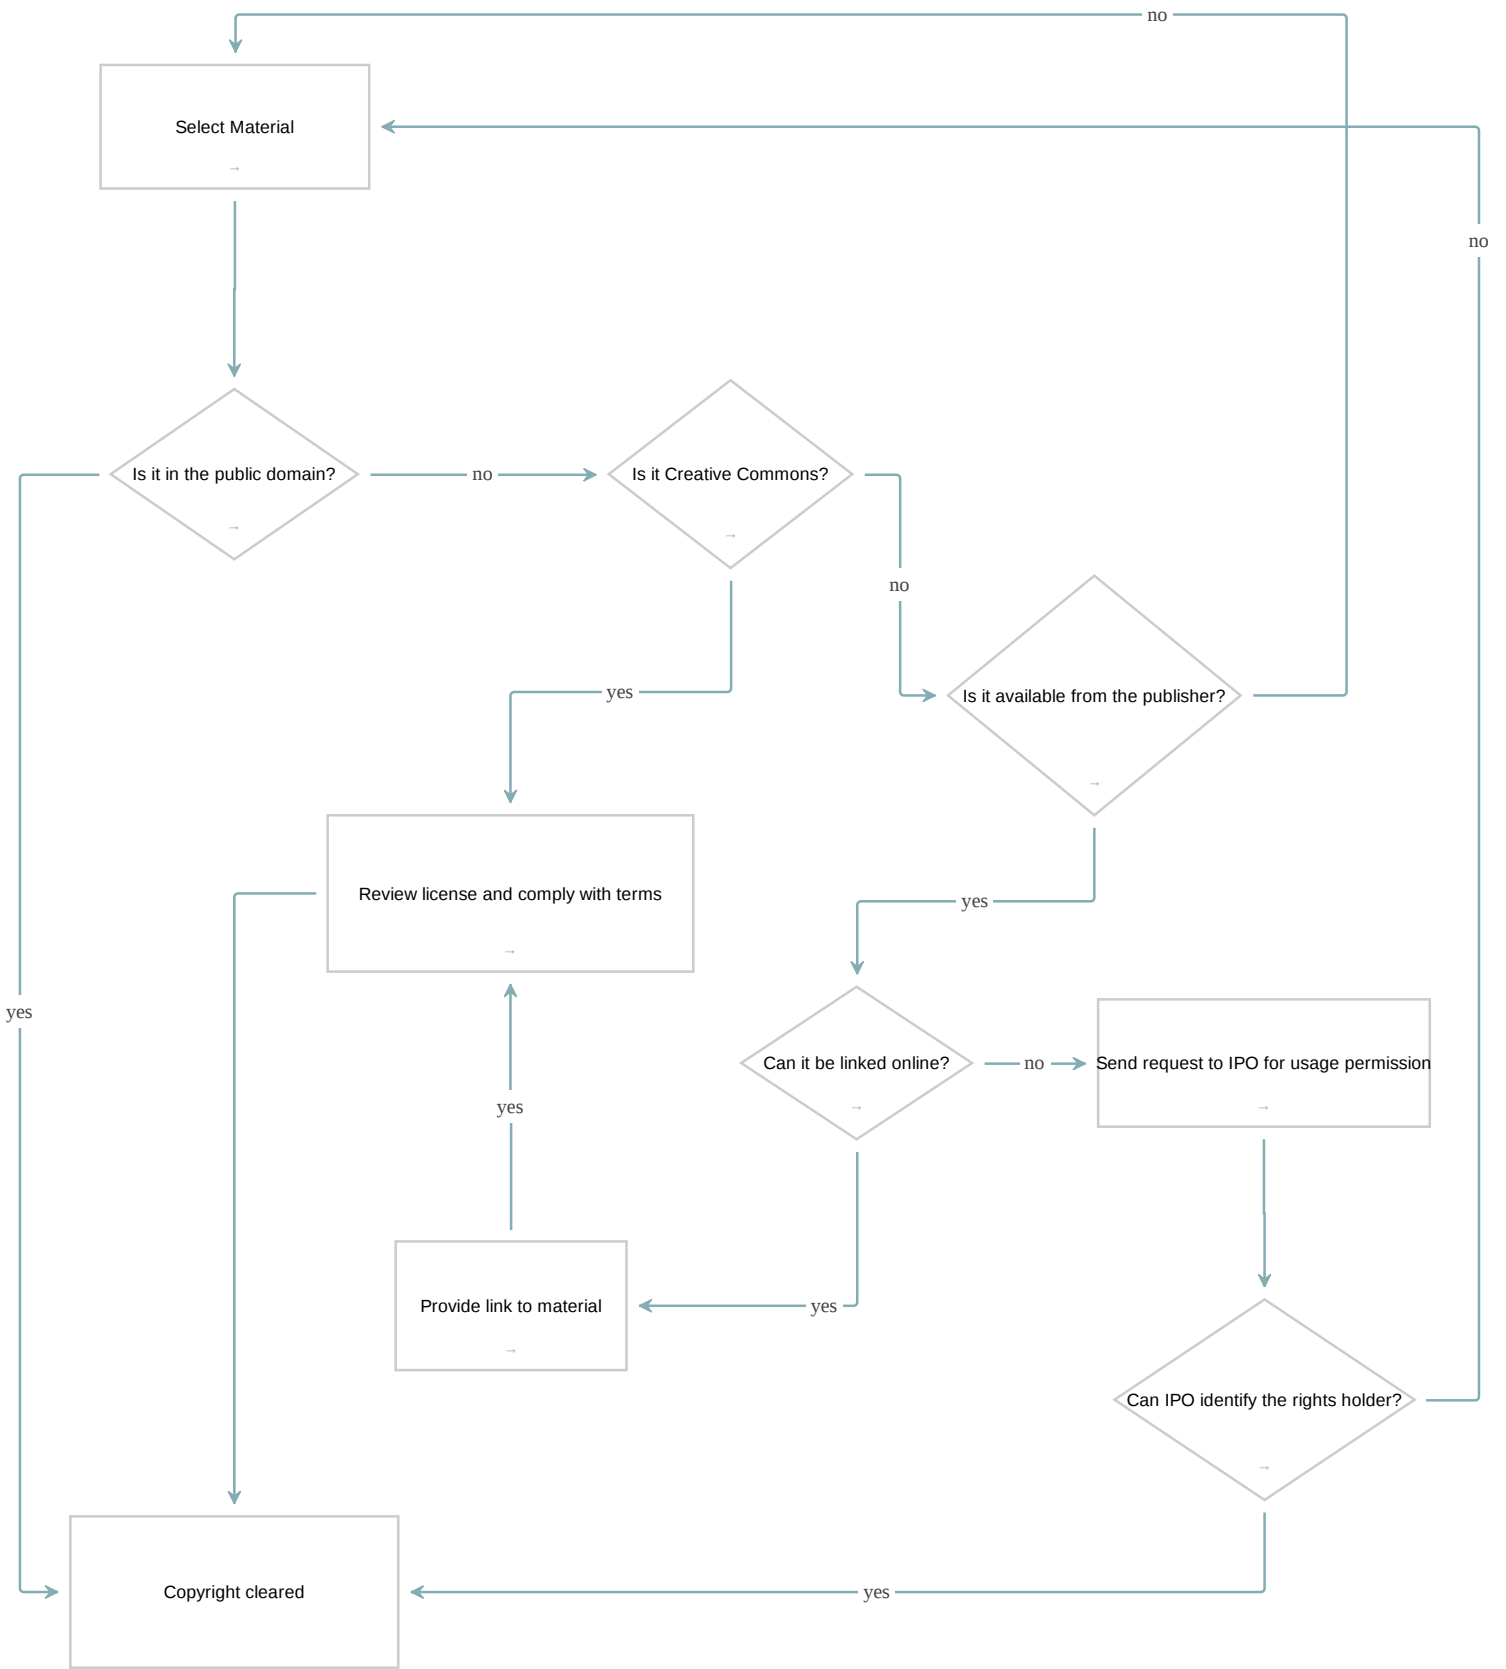 no
Select Material
→
no
Is it in the public domain?
→
no
Is it Creative Commons?
→
no
Is it available from the publisher?
→
yes
Review license and comply with terms
→
yes
yes
Can it be linked online?
→
no
Send request to IPO for usage permission
→
yes
Provide link to material
→
yes
Can IPO identify the rights holder?
→
Copyright cleared
yes